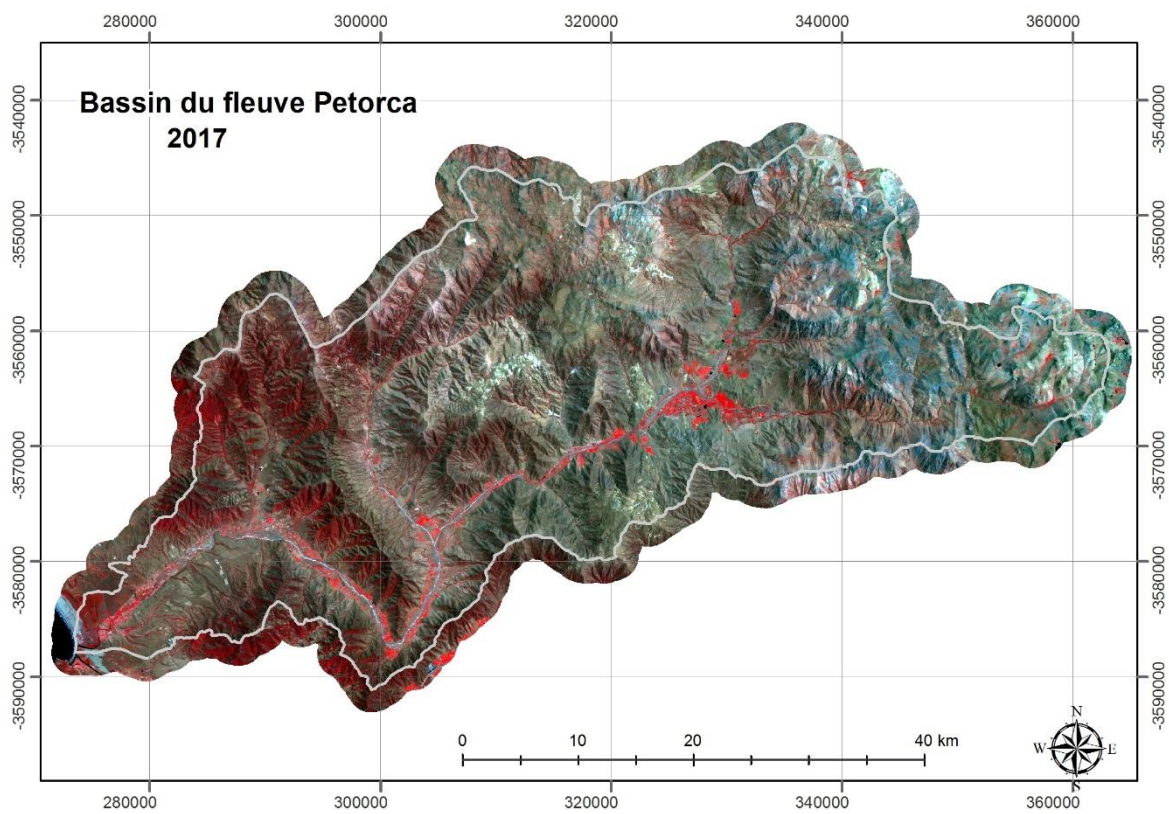 280000 300000 320000 340000 360000
Bassin du fleuve Petorca
2017
-3540000 -3540000
-3550000 -3550000
-3560000 -3560000
-3570000 -3570000
-3580000 -3580000
-3590000 -3590000
0 10 20 40 km
N
W E
S
280000 300000 320000 340000 360000